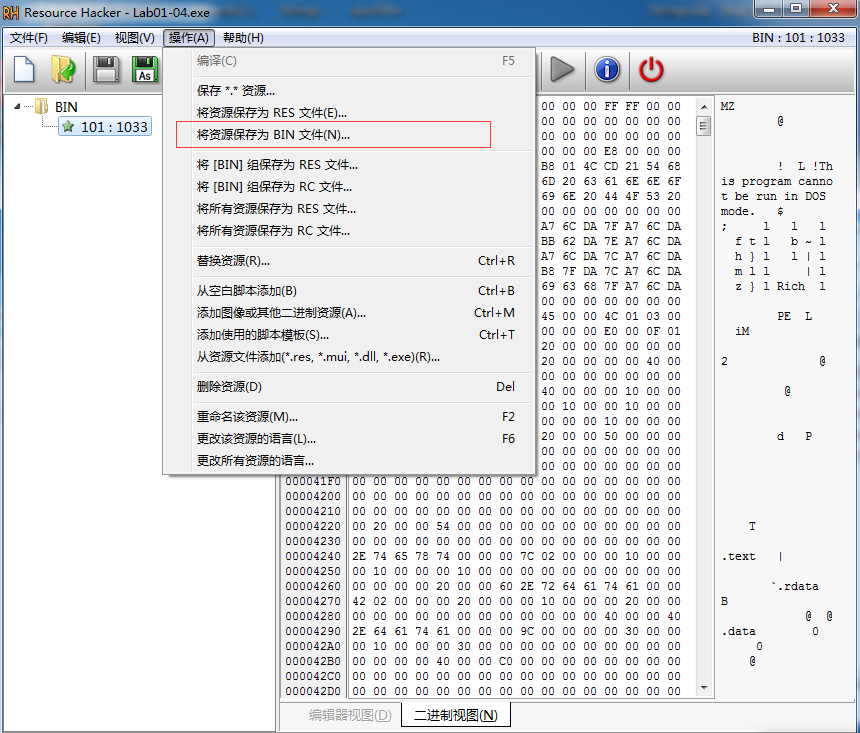 Resource Hacker - Lab01-04.exe
文件(F) 编辑(E) 视图(V) 操作(A) 帮助(H) BIN : 101 : 1033
As
BIN
101 : 1033
编译(C) F5
保存 *.* 资源...
将资源保存为 RES 文件(E)...
将资源保存为 BIN 文件(N)...
将 [BIN] 组保存为 RES 文件...
将 [BIN] 组保存为 RC 文件...
将所有资源保存为 RES 文件...
将所有资源保存为 RC 文件...
替换资源(R)... Ctrl+R
从空白脚本添加(B) Ctrl+B
添加图像或其他二进制资源(A)... Ctrl+M
添加使用的脚本模板(S)... Ctrl+T
从资源文件添加(*.res, *.mui, *.dll, *.exe)(R)...
删除资源(D) Del
重命名该资源(M)... F2
更改该资源的语言(L)... F6
更改所有资源的语言...
00 00 00 FF FF 00 00 MZ
00 00 00 00 00 00 00 @
00 00 00 00 00 00 00
00 00 00 E8 00 00 00
B8 01 4C CD 21 54 68 ! L !Th
6D 20 63 61 6E 6E 6F is program canno
69 6E 20 44 4F 53 20 t be run in DOS
00 00 00 00 00 00 00 mode. $
A7 6C DA 7F A7 6C DA ; l l l
BB 62 DA 7E A7 6C DA f t l b ~ l
DA 7C A7 6C DA h } l l | l
B8 7F DA 7C A7 6C DA m l l | l
69 63 68 7F A7 6C DA z } l Rich l
00 00 00 00 00 00 00
45 00 00 4C 01 03 00 PE L
00 00 00 E0 00 0F 01 iM
20 00 00 00 00 00 00
00 00 00 00 00 40 00 2 @
00 00 00 00 00 00 00
40 00 00 00 10 00 00 @
00 10 00 00 10 00 00
00 00 00 10 00 00 00
20 00 00 50 00 00 00 d P
00 00 00 00 00 00 00
00 00 00 00 00 00 00
000041F0 00 00 00 00 00 00 00 00 00 00 00 00 00 00 00 00
00004200 00 00 00 00 00 00 00 00 00 00 00 00 00 00 00 00
00004210 00 00 00 00 00 00 00 00 00 00 00 00 00 00 00 00
00004220 00 20 00 00 54 00 00 00 00 00 00 00 00 00 00 00 T
00004230 00 00 00 00 00 00 00 00 00 00 00 00 00 00 00 00
00004240 2E 74 65 78 74 00 00 00 7C 02 00 00 00 10 00 00 .text |
00004250 00 10 00 00 00 10 00 00 00 00 00 00 00 00 00 00
00004260 00 00 00 00 20 00 00 60 2E 72 64 61 74 61 00 00 `.rdata
00004270 42 02 00 00 00 20 00 00 00 10 00 00 00 20 00 00 B
00004280 00 00 00 00 00 00 00 00 00 00 00 00 40 00 00 40 @ @
00004290 2E 64 61 74 61 00 00 00 9C 00 00 00 00 30 00 00 .data 0
000042A0 00 10 00 00 00 30 00 00 00 00 00 00 00 00 00 00 0
000042B0 00 00 00 00 40 00 00 C0 00 00 00 00 00 00 00 00 @
000042C0 00 00 00 00 00 00 00 00 00 00 00 00 00 00 00 00
000042D0 00 00 00 00 00 00 00 00 00 00 00 00 00 00 00 00
编辑器视图(D) 二进制视图(N)